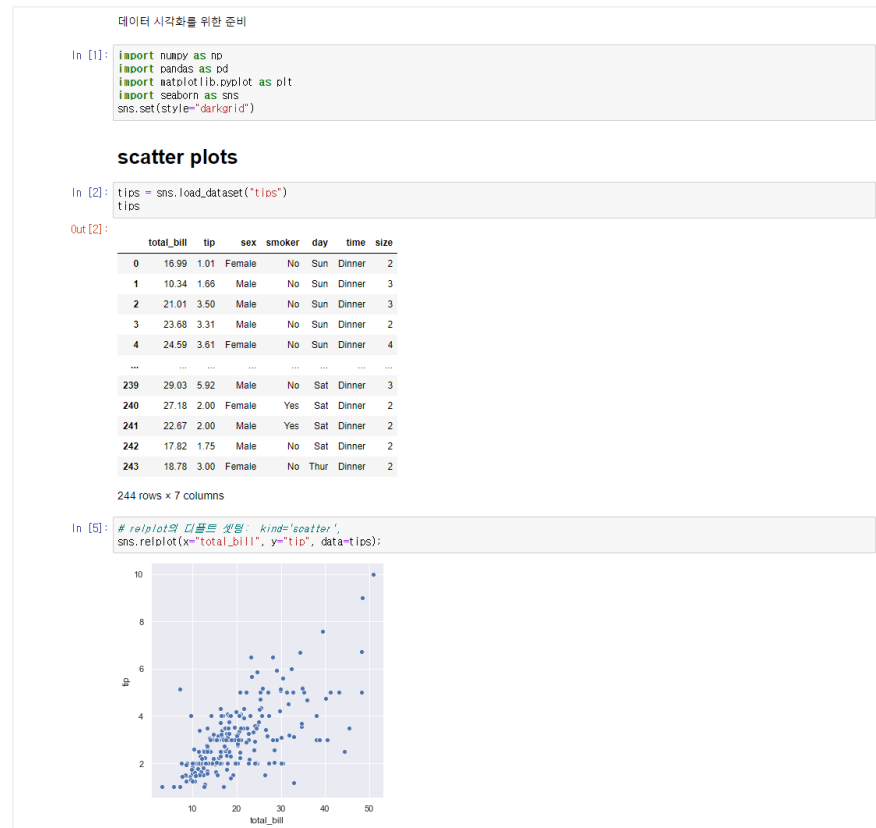 데이터 시각화를 위한 준비
In [1]: import numpy as np
import pandas as pd
import matplotlib.pyplot as plt
import seaborn as sns
sns.set(style="darkgrid")
scatter plots
In [2]: tips = sns.load_dataset("tips")
tips
Out[2]:
total_bill tip sex smoker day time size
0 16.99 1.01 Female No Sun Dinner 2
1 10.34 1.66 Male No Sun Dinner 3
2 21.01 3.50 Male No Sun Dinner 3
3 23.68 3.31 Male No Sun Dinner 2
4 24.59 3.61 Female No Sun Dinner 4
... ... ... ... ... ... ... ...
239 29.03 5.92 Male No Sat Dinner 3
240 27.18 2.00 Female Yes Sat Dinner 2
241 22.67 2.00 Male Yes Sat Dinner 2
242 17.82 1.75 Male No Sat Dinner 2
243 18.78 3.00 Female No Thur Dinner 2
244 rows × 7 columns
In [5]: # relplot의 디폴트 셋팅: kind='scatter',
sns.relplot(x="total_bill", y="tip", data=tips);
10
8
6
tip
4
2
10 20 30 40 50
total_bill